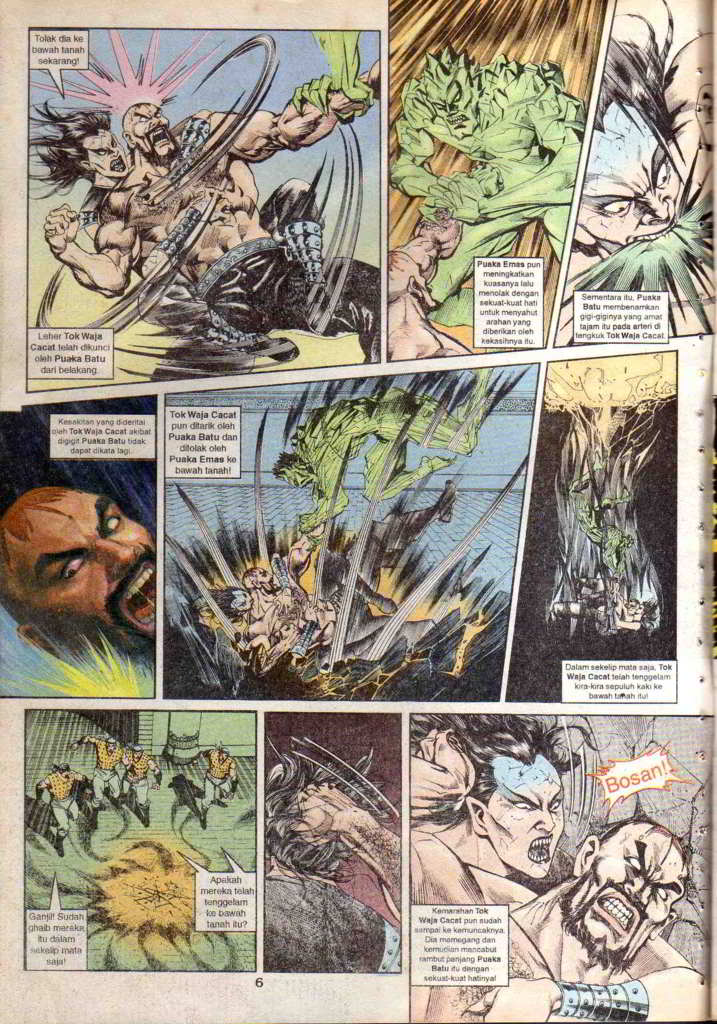 Tolak dia ke
bawah tanah
sekarang!
Leher Tok Waja
Cacat telah dikunci
oleh Puaka Batu
dari belakang.
Puaka Emas pun
meningkatkan
kuasanya lalu
menolak dengan
sekuat-kuat hati
untuk menyahut
arahan yang
diberikan oleh
kekasihnya itu.
Sementara itu, Puaka
Batu membenamkan
gigi-giginya yang amat
tajam itu pada arteri di
tengkuk Tok Waja Cacat.
Kesakitan yang dideritai
oleh Tok Waja Cacat akibat
digigit Puaka Batu tidak
dapat dikata lagi.
Tok Waja Cacat
pun ditarik oleh
Puaka Batu dan
ditolak oleh
Puaka Emas ke
bawah tanah!
Dalam sekelip mata saja, Tok
Waja Cacat telah tenggelam
kira-kira sepuluh kaki ke
bawah tanah itu!
Ganjil! Sudah
ghaib mereka
itu dalam
sekelip mata
saja!
Apakah
mereka telah
tenggelam
ke bawah
tanah itu?
Bosan!
Kemarahan Tok
Waja Cacat pun sudah
sampai ke kemuncaknya.
Dia memegang dan
kemudian mencabut
rambut panjang Puaka
Batu itu dengan
sekuat-kuat hatinya!
6